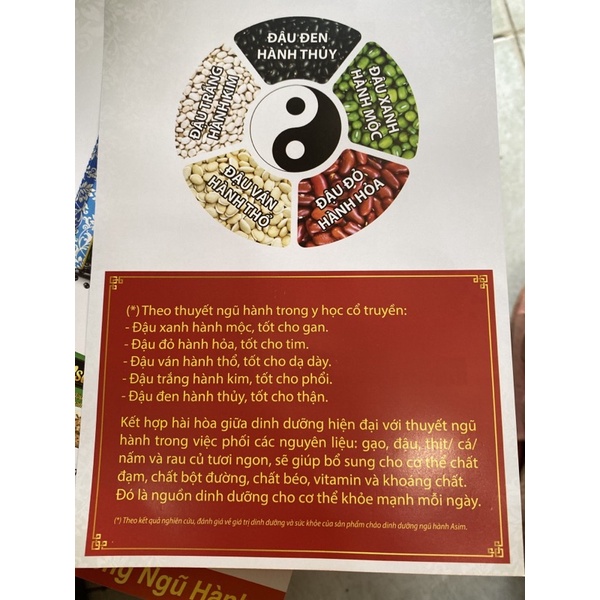 ĐẬU ĐEN
HÀNH THỦY
ĐẬU TRẮNG
HÀNH KIM
ĐẬU XANH
HÀNH MỘC
ĐẬU VÁN
HÀNH THỔ
ĐẬU ĐỎ
HÀNH HỎA
(*) Theo thuyết ngũ hành trong y học cổ truyền:
- Đậu xanh hành mộc, tốt cho gan.
- Đậu đỏ hành hỏa, tốt cho tim.
- Đậu ván hành thổ, tốt cho dạ dày.
- Đậu trắng hành kim, tốt cho phổi.
- Đậu đen hành thủy, tốt cho thận.
Kết hợp hài hòa giữa dinh dưỡng hiện đại với thuyết ngũ
hành trong việc phối các nguyên liệu: gạo, đậu, thịt/ cá/
nấm và rau củ tươi ngon, sẽ giúp bổ sung cho cơ thể chất
đạm, chất bột đường, chất béo, vitamin và khoáng chất.
Đó là nguồn dinh dưỡng cho cơ thể khỏe mạnh mỗi ngày.
(*) Theo kết quả nghiên cứu, đánh giá về giá trị dinh dưỡng và sức khỏe của sản phẩm cháo dinh dưỡng ngũ hành Asim.
ng Ngũ Hàn